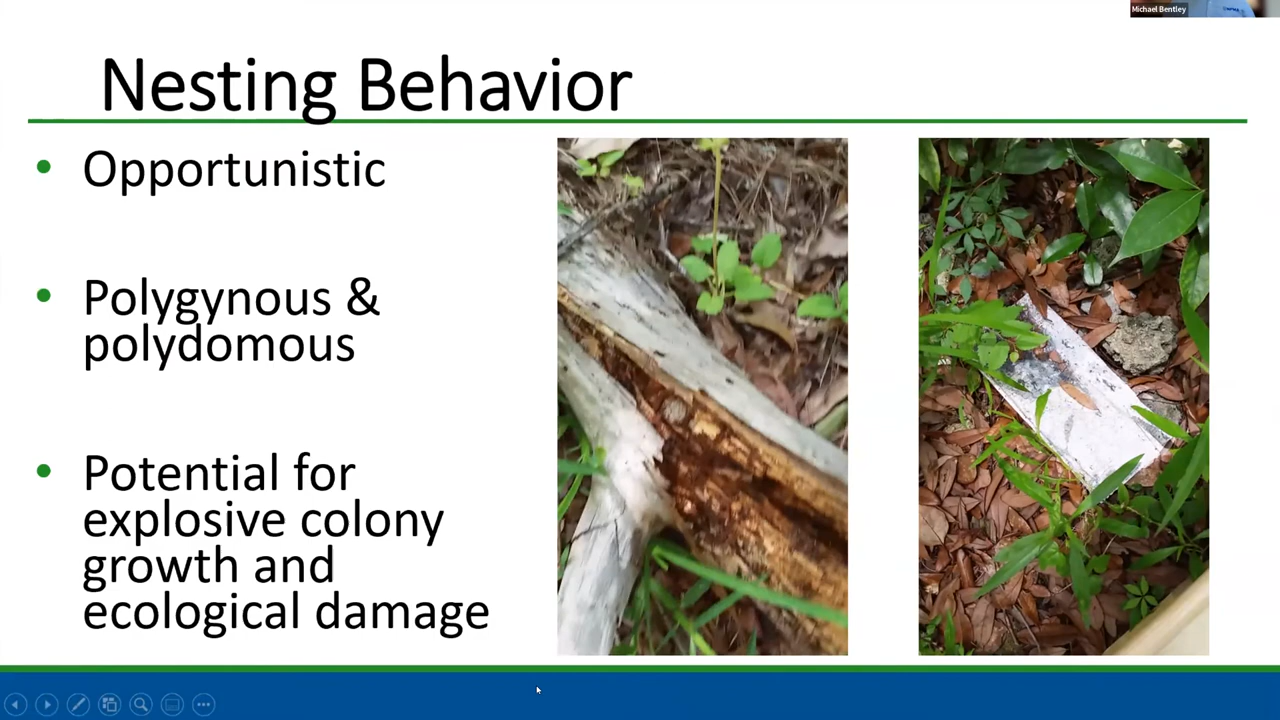 Michael Bentley
Nesting Behavior
• Opportunistic
• Polygynous &
polydomous
• Potential for
explosive colony
growth and
ecological damage